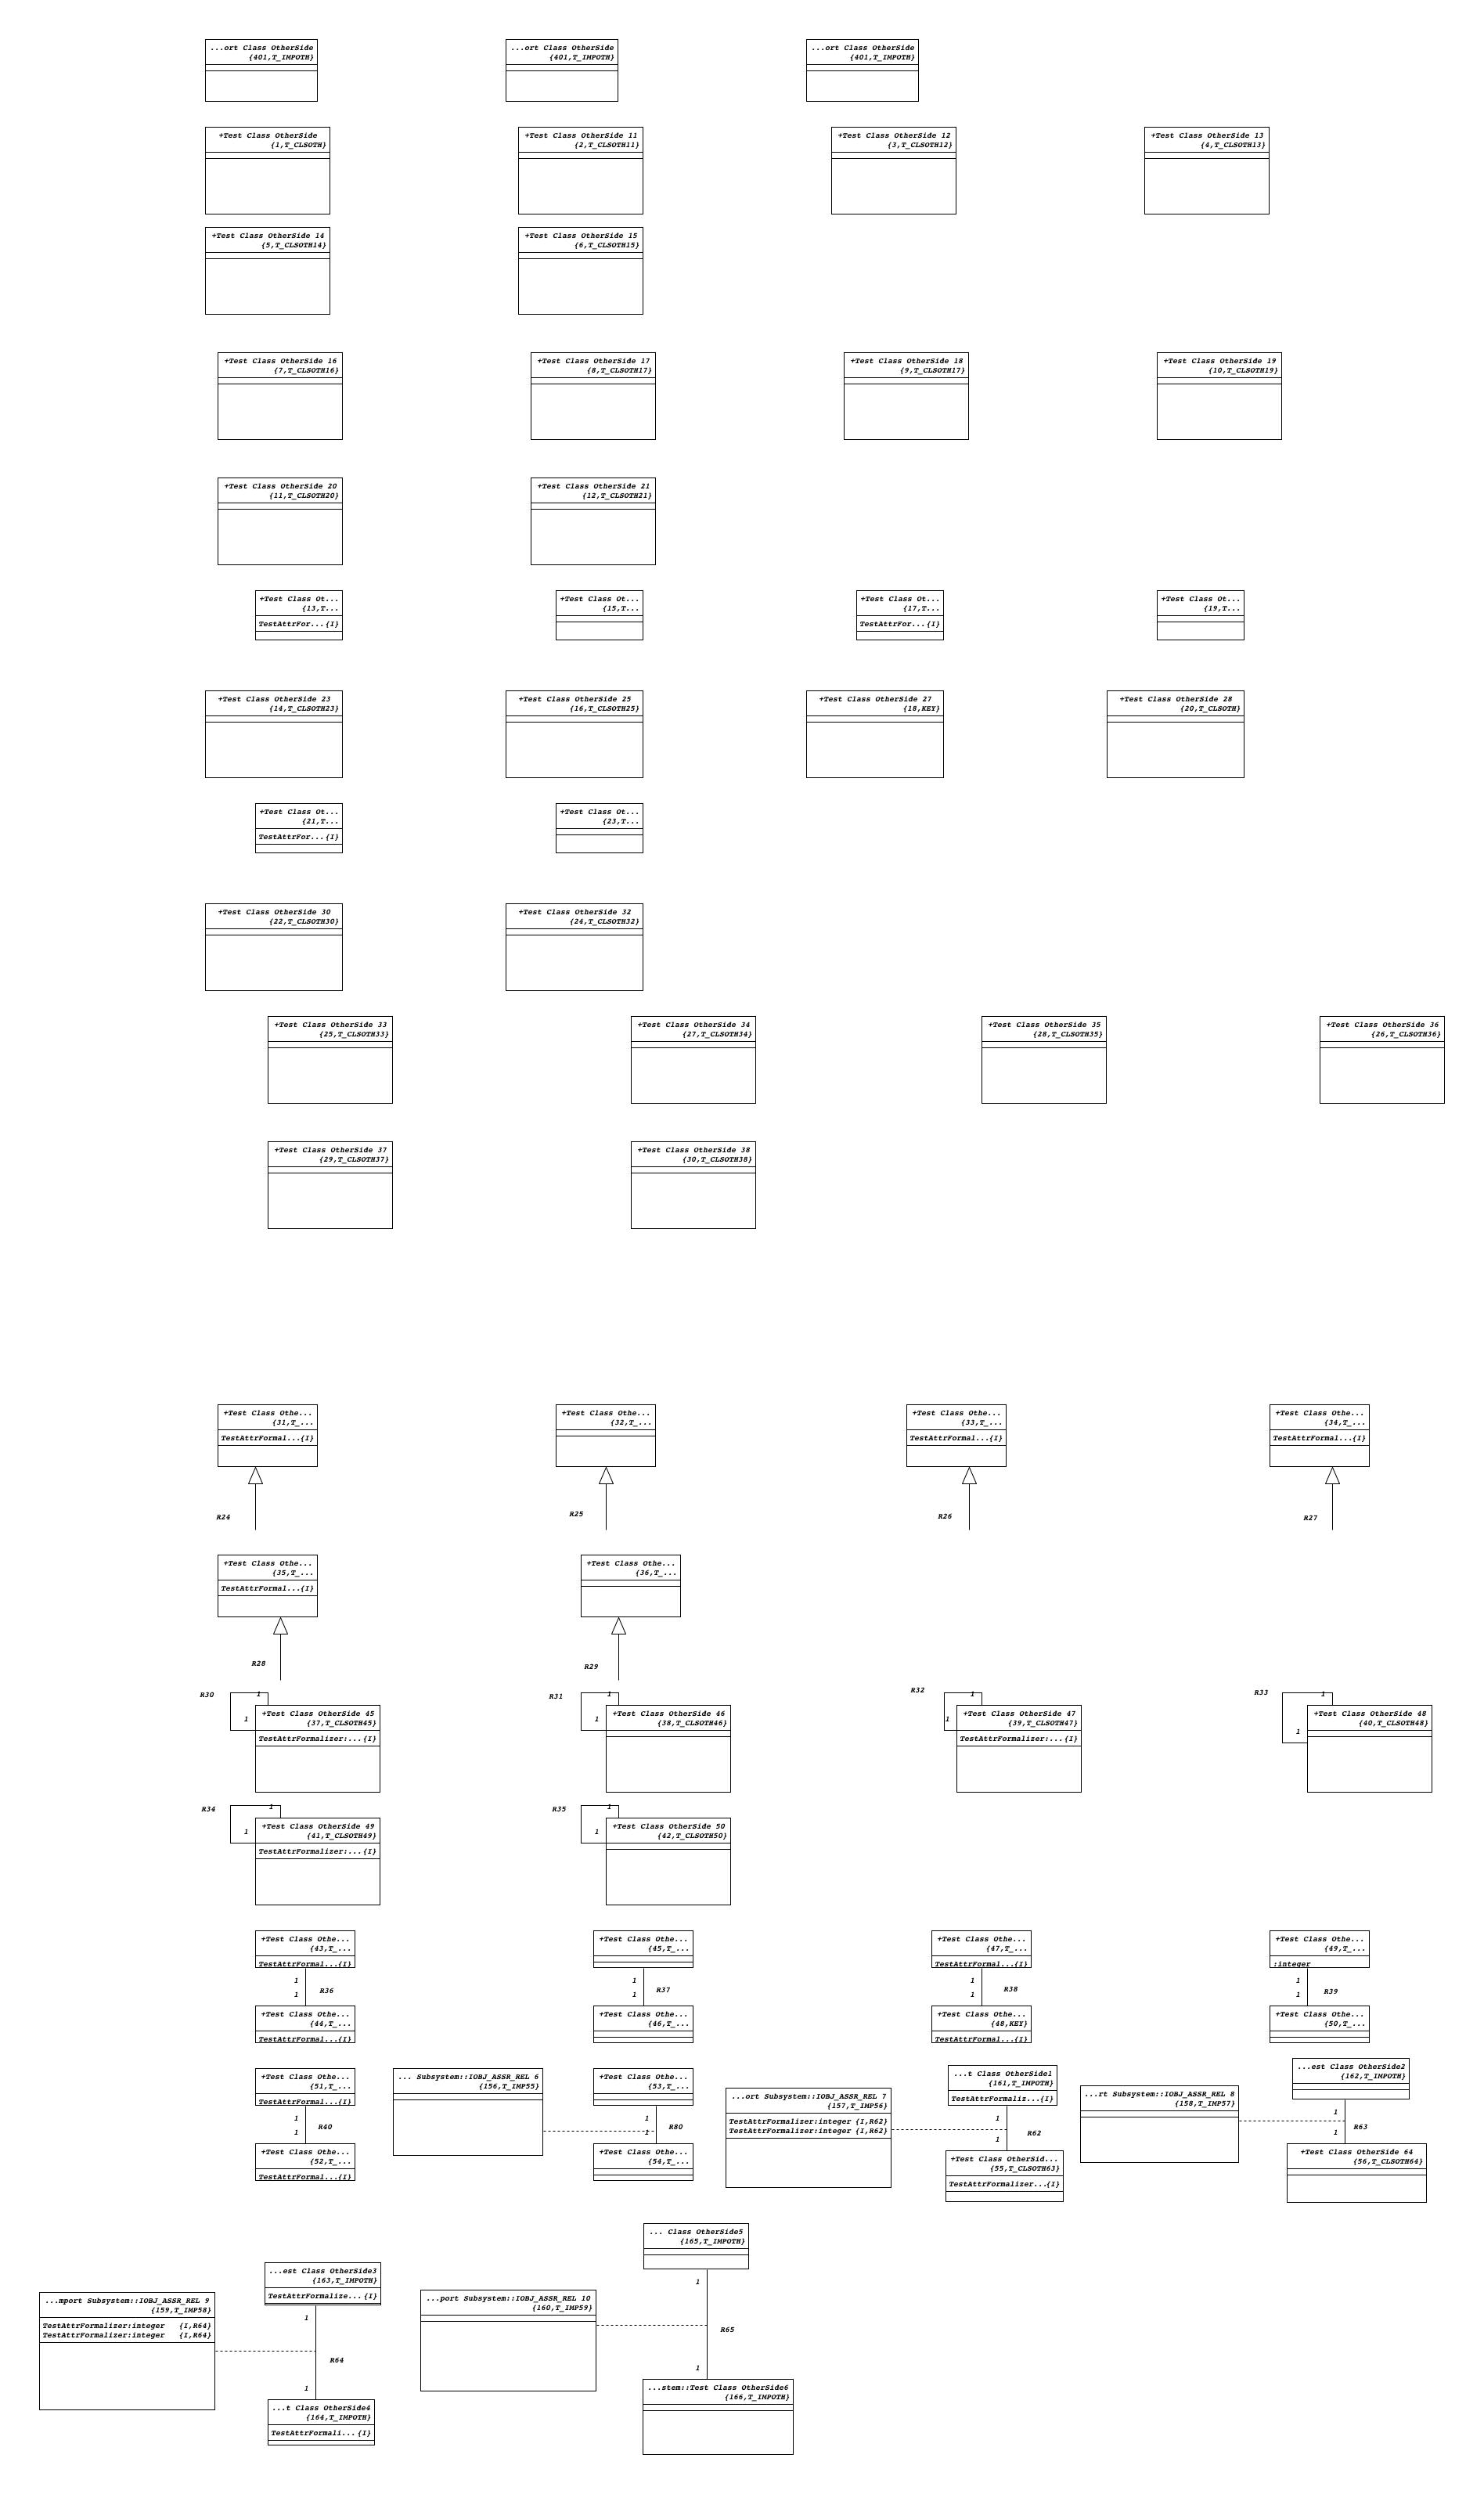 ...ort Class OtherSide
{401,T_IMPOTH}
...ort Class OtherSide
{401,T_IMPOTH}
...ort Class OtherSide
{401,T_IMPOTH}
+Test Class OtherSide
{1,T_CLSOTH}
+Test Class OtherSide 11
{2,T_CLSOTH11}
+Test Class OtherSide 12
{3,T_CLSOTH12}
+Test Class OtherSide 13
{4,T_CLSOTH13}
+Test Class OtherSide 14
{5,T_CLSOTH14}
+Test Class OtherSide 15
{6,T_CLSOTH15}
+Test Class OtherSide 16
{7,T_CLSOTH16}
+Test Class OtherSide 17
{8,T_CLSOTH17}
+Test Class OtherSide 18
{9,T_CLSOTH17}
+Test Class OtherSide 19
{10,T_CLSOTH19}
+Test Class OtherSide 20
{11,T_CLSOTH20}
+Test Class OtherSide 21
{12,T_CLSOTH21}
+Test Class Ot...
{13,T...
TestAttrFor...{I}
+Test Class Ot...
{15,T...
+Test Class Ot...
{17,T...
TestAttrFor...{I}
+Test Class Ot...
{19,T...
+Test Class OtherSide 23
{14,T_CLSOTH23}
+Test Class OtherSide 25
{16,T_CLSOTH25}
+Test Class OtherSide 27
{18,KEY}
+Test Class OtherSide 28
{20,T_CLSOTH}
+Test Class Ot...
{21,T...
TestAttrFor...{I}
+Test Class Ot...
{23,T...
+Test Class OtherSide 30
{22,T_CLSOTH30}
+Test Class OtherSide 32
{24,T_CLSOTH32}
+Test Class OtherSide 33
{25,T_CLSOTH33}
+Test Class OtherSide 34
{27,T_CLSOTH34}
+Test Class OtherSide 35
{28,T_CLSOTH35}
+Test Class OtherSide 36
{26,T_CLSOTH36}
+Test Class OtherSide 37
{29,T_CLSOTH37}
+Test Class OtherSide 38
{30,T_CLSOTH38}
+Test Class Othe...
{31,T_...
TestAttrFormal...{I}
+Test Class Othe...
{32,T_...
+Test Class Othe...
{33,T_...
TestAttrFormal...{I}
+Test Class Othe...
{34,T_...
TestAttrFormal...{I}
R24
R25
R26
R27
+Test Class Othe...
{35,T_...
TestAttrFormal...{I}
+Test Class Othe...
{36,T_...
R28
R29
R30
1
1
+Test Class OtherSide 45
{37,T_CLSOTH45}
TestAttrFormalizer:...{I}
R31
1
1
+Test Class OtherSide 46
{38,T_CLSOTH46}
R32
1
1
+Test Class OtherSide 47
{39,T_CLSOTH47}
TestAttrFormalizer:...{I}
R33
1
1
+Test Class OtherSide 48
{40,T_CLSOTH48}
R34
1
1
+Test Class OtherSide 49
{41,T_CLSOTH49}
TestAttrFormalizer:...{I}
R35
1
1
+Test Class OtherSide 50
{42,T_CLSOTH50}
+Test Class Othe...
{43,T_...
TestAttrFormal...{I}
1
1
R36
+Test Class Othe...
{44,T_...
TestAttrFormal...{I}
+Test Class Othe...
{45,T_...
1
1
R37
+Test Class Othe...
{46,T_...
+Test Class Othe...
{47,T_...
TestAttrFormal...{I}
1
1
R38
+Test Class Othe...
{48,KEY}
TestAttrFormal...{I}
+Test Class Othe...
{49,T_...
:integer
1
1
R39
+Test Class Othe...
{50,T_...
+Test Class Othe...
{51,T_...
TestAttrFormal...{I}
1
1
R40
+Test Class Othe...
{52,T_...
TestAttrFormal...{I}
... Subsystem::IOBJ_ASSR_REL 6
{156,T_IMP55}
+Test Class Othe...
{53,T_...
1
1
R80
+Test Class Othe...
{54,T_...
...ort Subsystem::IOBJ_ASSR_REL 7
{157,T_IMP56}
TestAttrFormalizer:integer {I,R62}
TestAttrFormalizer:integer {I,R62}
...t Class OtherSide1
{161,T_IMPOTH}
TestAttrFormaliz...{I}
1
1
R62
+Test Class OtherSid...
{55,T_CLSOTH63}
TestAttrFormalizer...{I}
...rt Subsystem::IOBJ_ASSR_REL 8
{158,T_IMP57}
...est Class OtherSide2
{162,T_IMPOTH}
1
1
R63
+Test Class OtherSide 64
{56,T_CLSOTH64}
...mport Subsystem::IOBJ_ASSR_REL 9
{159,T_IMP58}
TestAttrFormalizer:integer {I,R64}
TestAttrFormalizer:integer {I,R64}
...est Class OtherSide3
{163,T_IMPOTH}
TestAttrFormalize...{I}
1
R64
1
...t Class OtherSide4
{164,T_IMPOTH}
TestAttrFormali...{I}
...port Subsystem::IOBJ_ASSR_REL 10
{160,T_IMP59}
... Class OtherSide5
{165,T_IMPOTH}
1
R65
1
...stem::Test Class OtherSide6
{166,T_IMPOTH}